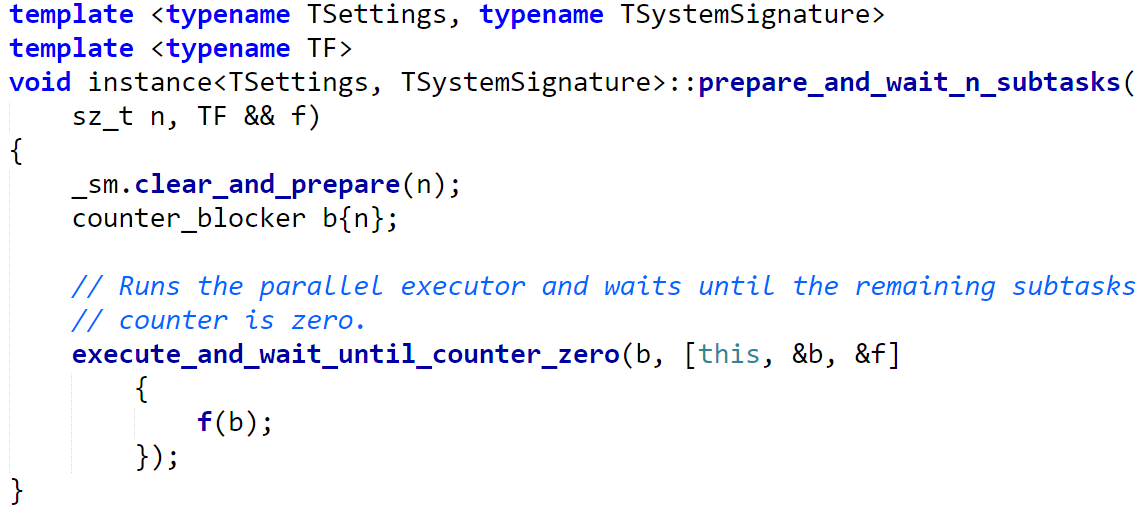 template <typename TSettings, typename TSystemSignature>
template <typename TF>
void instance<TSettings, TSystemSignature>::prepare_and_wait_n_subtasks(
    sz_t n, TF && f)
{
    _sm.clear_and_prepare(n);
    counter_blocker b{n};

    // Runs the parallel executor and waits until the remaining subtasks
    // counter is zero.
    execute_and_wait_until_counter_zero(b, [this, &b, &f]
        {
            f(b);
        });
}